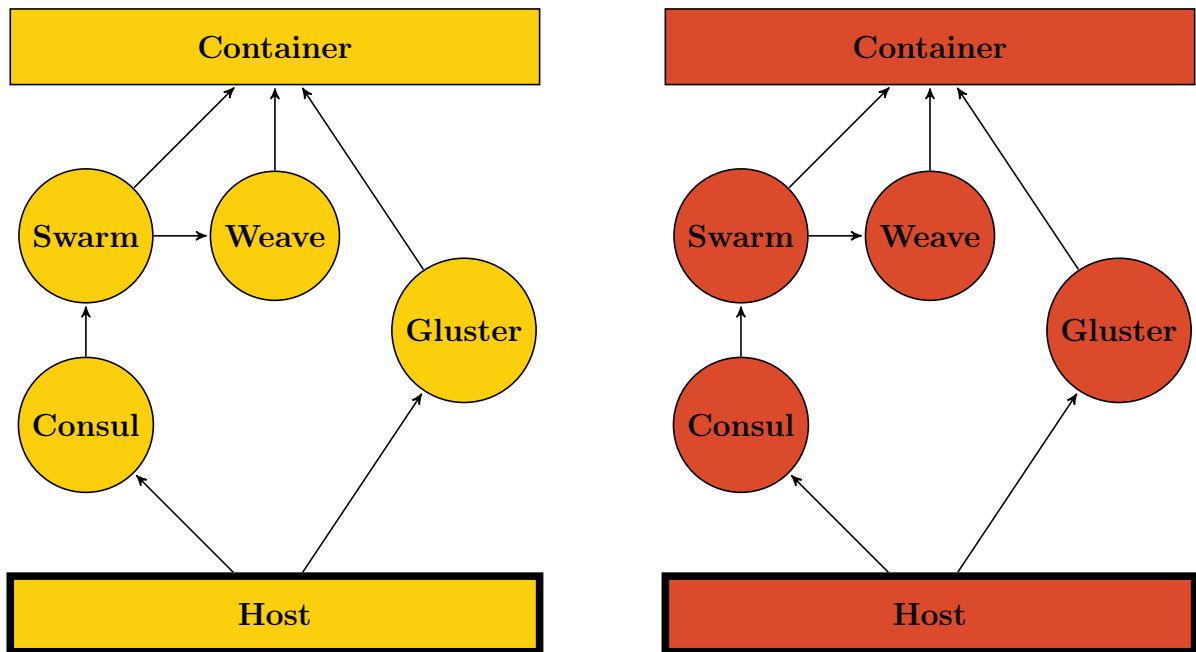 Container
Swarm
Weave
Gluster
Consul
Host
Container
Swarm
Weave
Gluster
Consul
Host